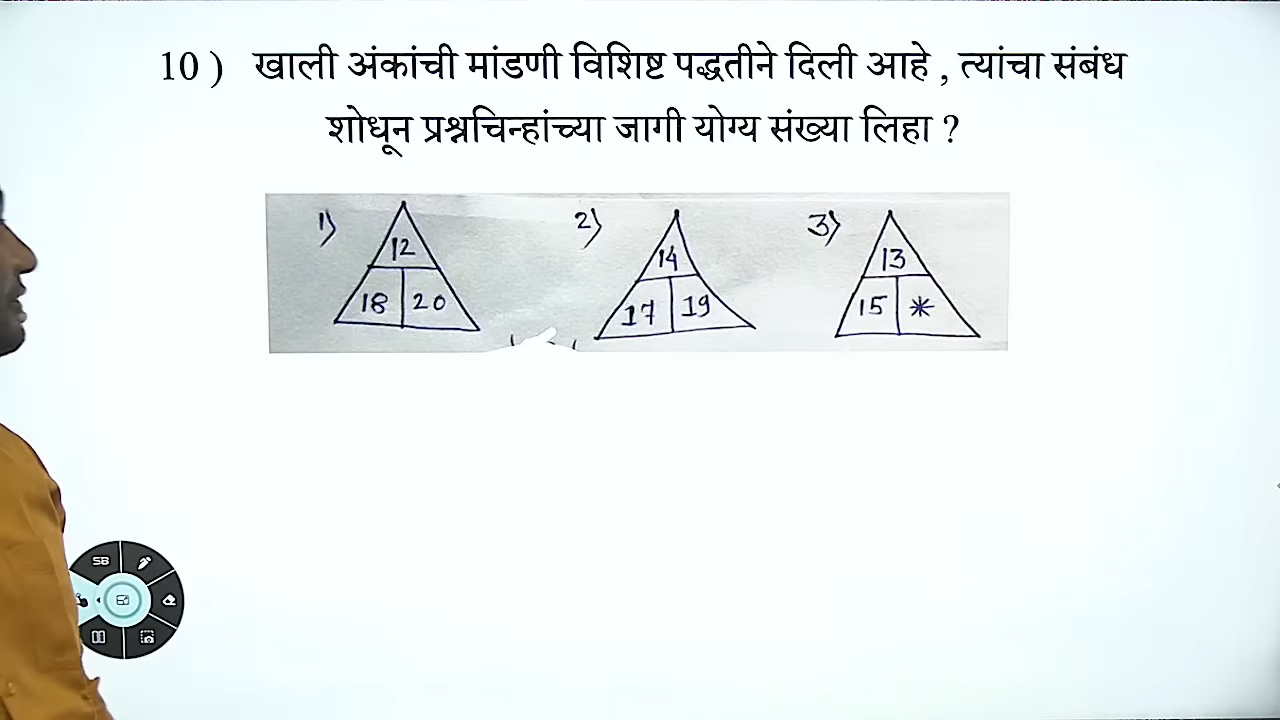 10 ) खाली अंकांची मांडणी विशिष्ट पद्धतीने दिली आहे , त्यांचा संबंध
शोधून प्रश्नचिन्हांच्या जागी योग्य संख्या लिहा ?
1) 2) 3)
12 14 13
18 20 17 19 15 *
SB